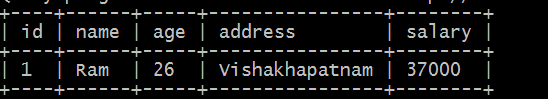 | id | name | age | address | salary |
| 1 | Ram | 26 | Vishakhapatnam | 37000 |